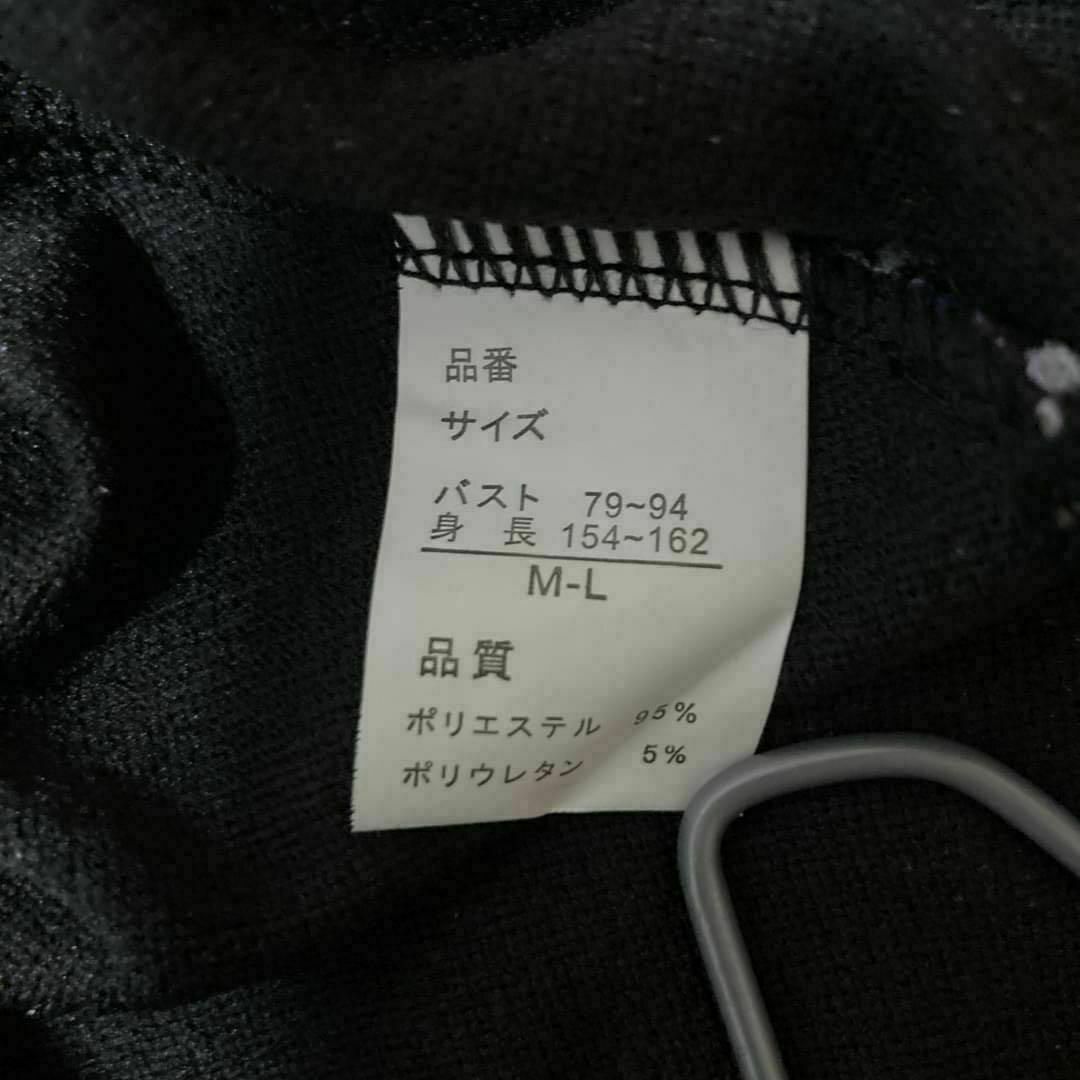 品番
サイズ
バスト 79~94
身 長 154~162
M-L
品質
ポリエステル 95%
ポリウレタン 5%